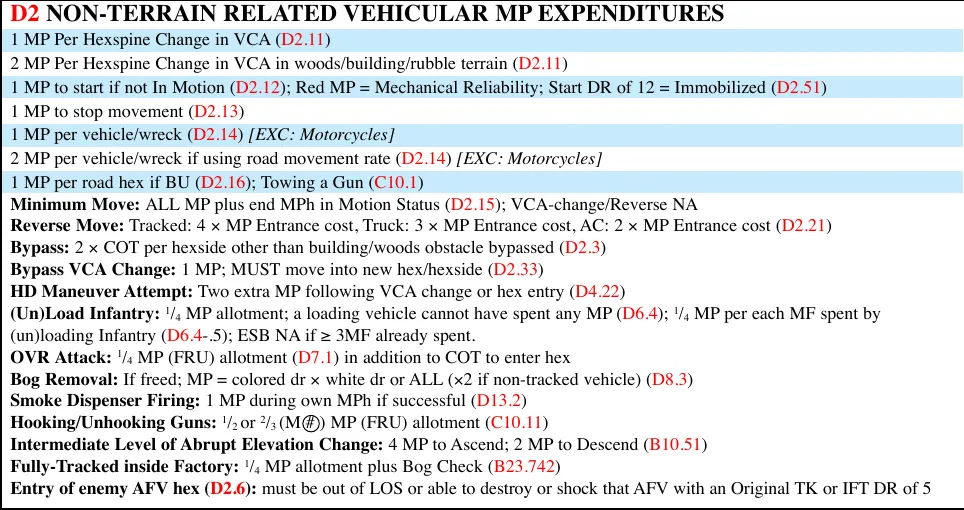 D2 NON-TERRAIN RELATED VEHICULAR MP EXPENDITURES
1 MP Per Hexspine Change in VCA (D2.11)
2 MP Per Hexspine Change in VCA in woods/building/rubble terrain (D2.11)
1 MP to start if not In Motion (D2.12); Red MP = Mechanical Reliability; Start DR of 12 = Immobilized (D2.51)
1 MP to stop movement (D2.13)
1 MP per vehicle/wreck (D2.14) [EXC: Motorcycles]
2 MP per vehicle/wreck if using road movement rate (D2.14) [EXC: Motorcycles]
1 MP per road hex if BU (D2.16); Towing a Gun (C10.1)
Minimum Move: ALL MP plus end MPh in Motion Status (D2.15); VCA-change/Reverse NA
Reverse Move: Tracked: 4 × MP Entrance cost, Truck: 3 × MP Entrance cost, AC: 2 × MP Entrance cost (D2.21)
Bypass: 2 × COT per hexside other than building/woods obstacle bypassed (D2.3)
Bypass VCA Change: 1 MP; MUST move into new hex/hexside (D2.33)
HD Maneuver Attempt: Two extra MP following VCA change or hex entry (D4.22)
(Un)Load Infantry: 1/4 MP allotment; a loading vehicle cannot have spent any MP (D6.4); 1/4 MP per each MF spent by
(un)loading Infantry (D6.4-.5); ESB NA if ≥ 3MF already spent.
OVR Attack: 1/4 MP (FRU) allotment (D7.1) in addition to COT to enter hex
Bog Removal: If freed; MP = colored dr × white dr or ALL (×2 if non-tracked vehicle) (D8.3)
Smoke Dispenser Firing: 1 MP during own MPh if successful (D13.2)
Hooking/Unhooking Guns: 1/2 or 2/3 (M#) MP (FRU) allotment (C10.11)
Intermediate Level of Abrupt Elevation Change: 4 MP to Ascend; 2 MP to Descend (B10.51)
Fully-Tracked inside Factory: 1/4 MP allotment plus Bog Check (B23.742)
Entry of enemy AFV hex (D2.6): must be out of LOS or able to destroy or shock that AFV with an Original TK or IFT DR of 5